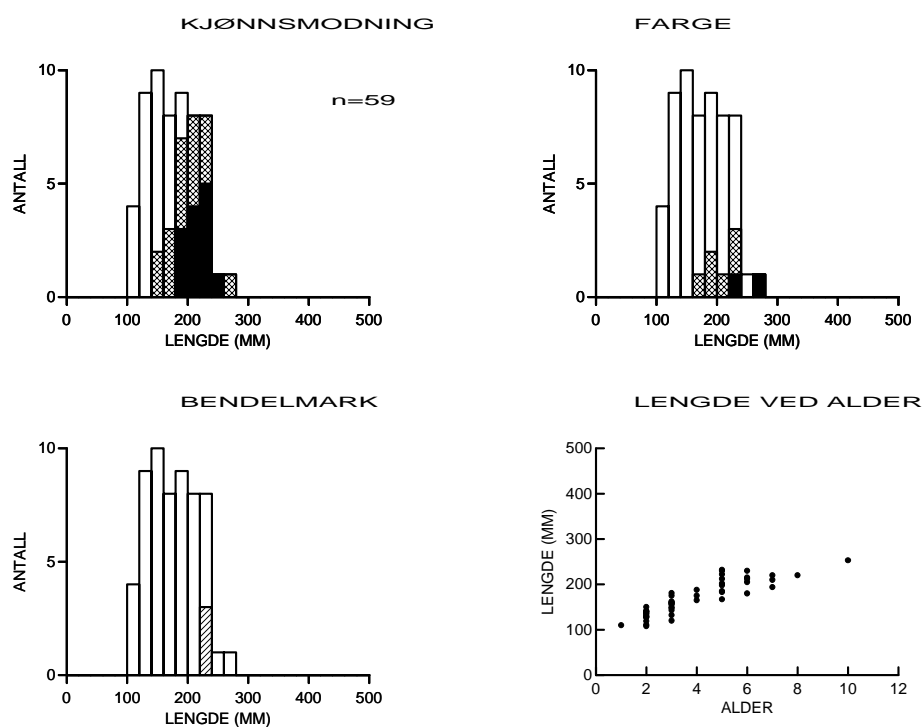 KJØNNSMODNING
10
5
0
ANTALL
n=59
0 100 200 300 400 500
LENGDE (MM)
FARGE
10
5
0
ANTALL
0 100 200 300 400 500
LENGDE (MM)
BENDELMARK
10
5
0
ANTALL
0 100 200 300 400 500
LENGDE (MM)
LENGDE VED ALDER
500
400
300
200
100
0
LENGDE (MM)
0 2 4 6 8 10 12
ALDER